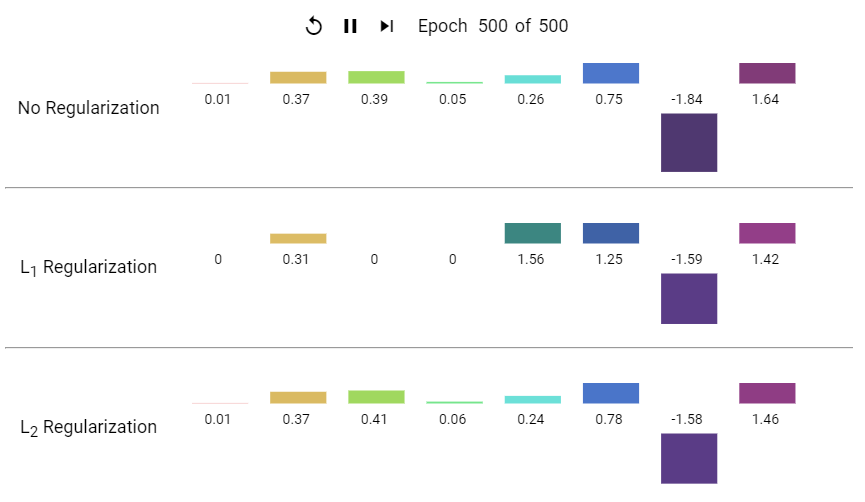 Epoch 500 of 500
No Regularization
0.01 0.37 0.39 0.05 0.26 0.75 -1.84 1.64
L1 Regularization
0 0.31 0 0 1.56 1.25 -1.59 1.42
L2 Regularization
0.01 0.37 0.41 0.06 0.24 0.78 -1.58 1.46